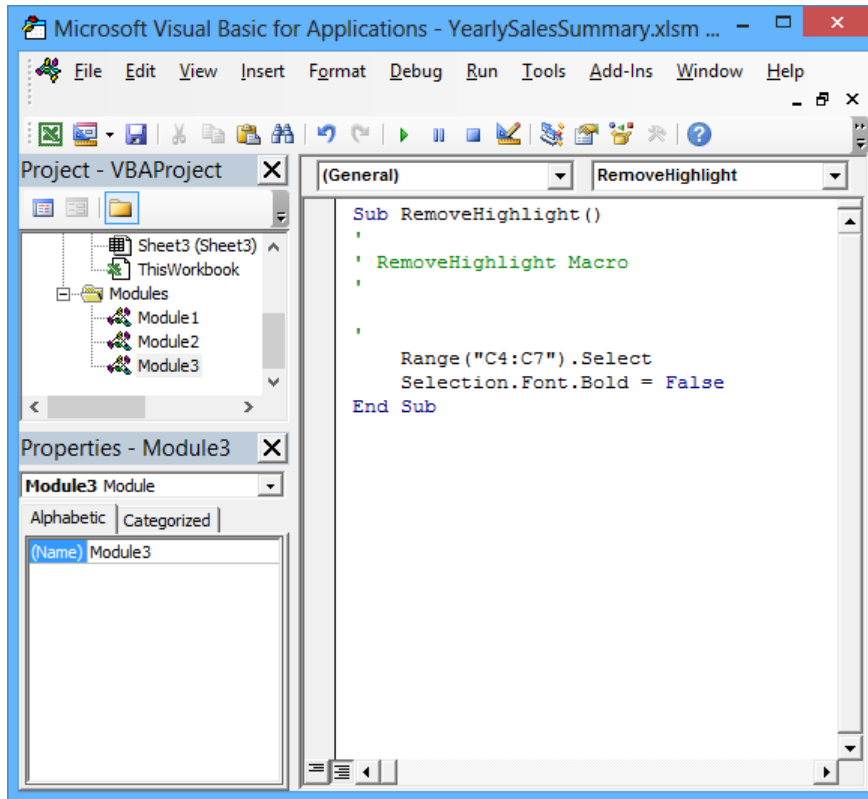 Microsoft Visual Basic for Applications - YearlySalesSummary.xlsm ...
File Edit View Insert Format Debug Run Tools Add-Ins Window Help
Project - VBAProject
Sheet3 (Sheet3)
ThisWorkbook
Modules
Module1
Module2
Module3
Properties - Module3
Module3 Module
Alphabetic Categorized
(Name) Module3
(General) RemoveHighlight
Sub RemoveHighlight()
'
' RemoveHighlight Macro
'
'
Range("C4:C7").Select
Selection.Font.Bold = False
End Sub